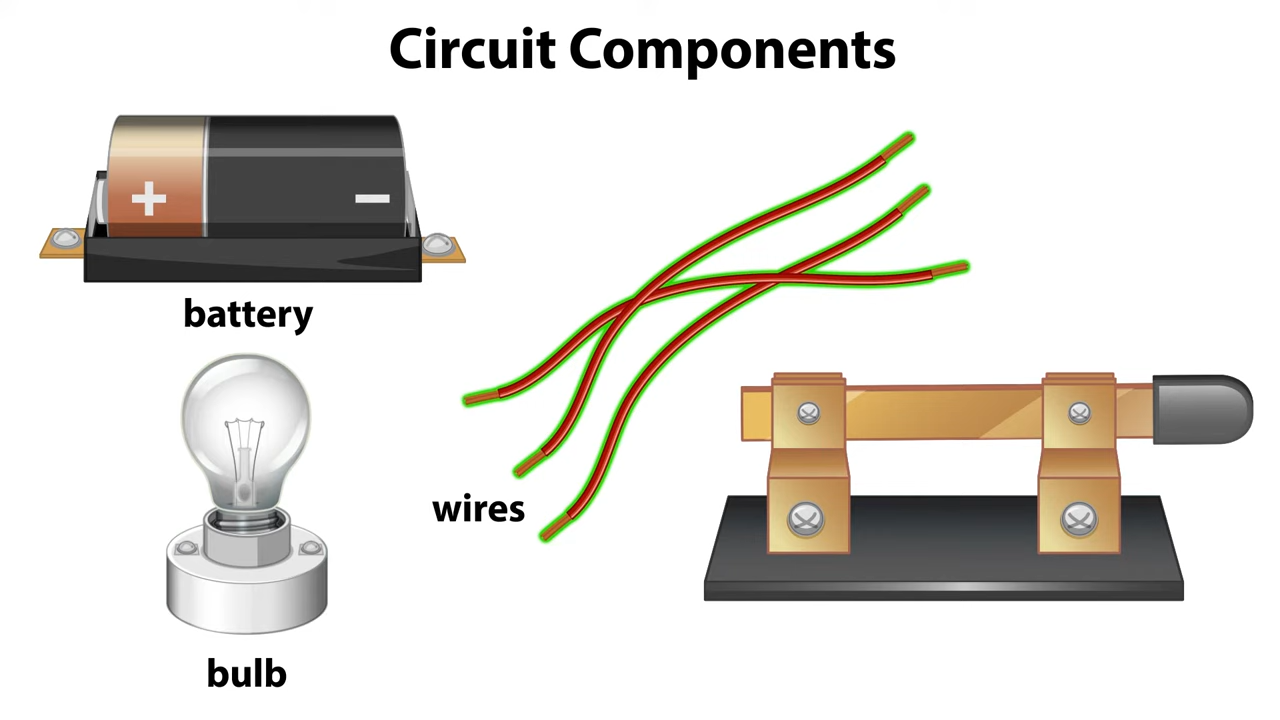 Circuit Components
+ −
battery
wires
bulb